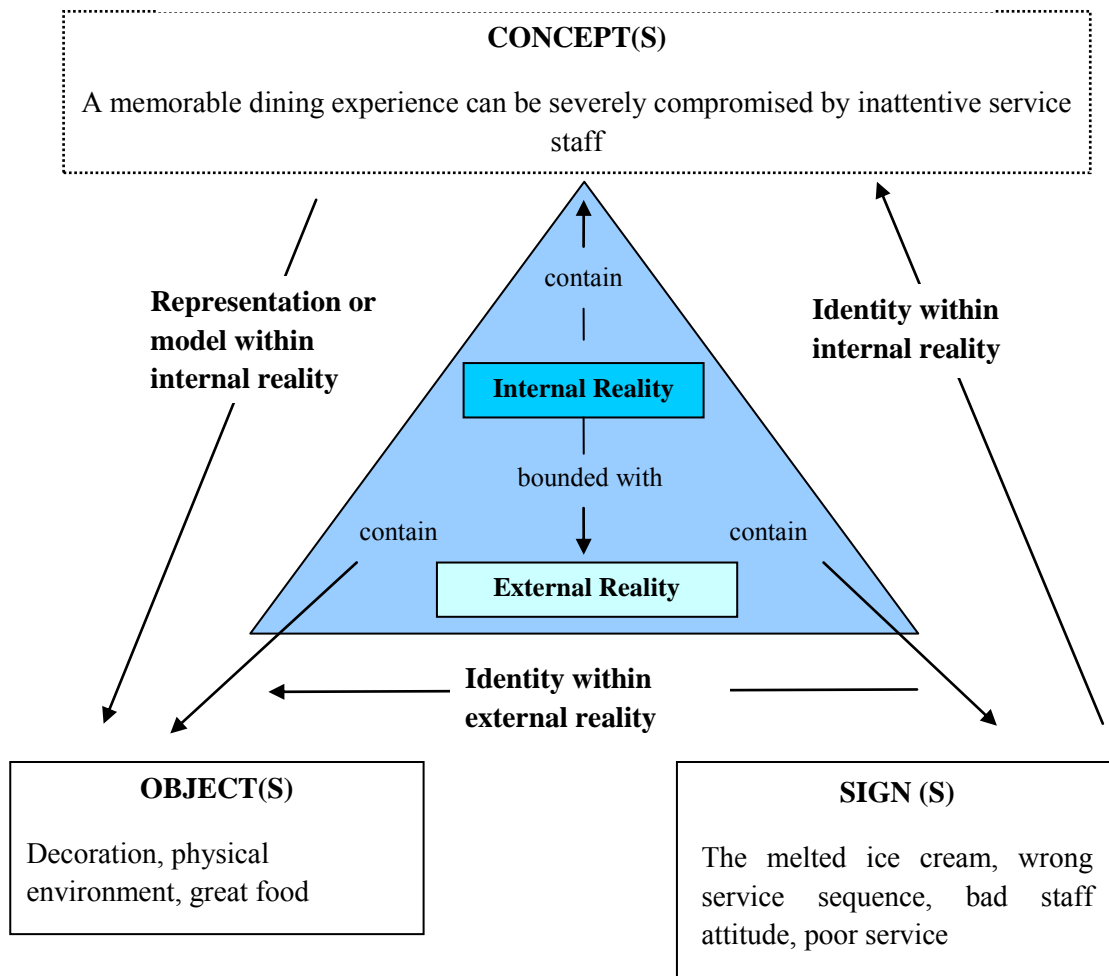 CONCEPT(S)
A memorable dining experience can be severely compromised by inattentive service
staff
contain
Representation or
model within
internal reality
Identity within
internal reality
Internal Reality
bounded with
contain
contain
External Reality
Identity within
external reality
OBJECT(S)
Decoration, physical
environment, great food
SIGN (S)
The melted ice cream, wrong
service sequence, bad staff
attitude, poor service